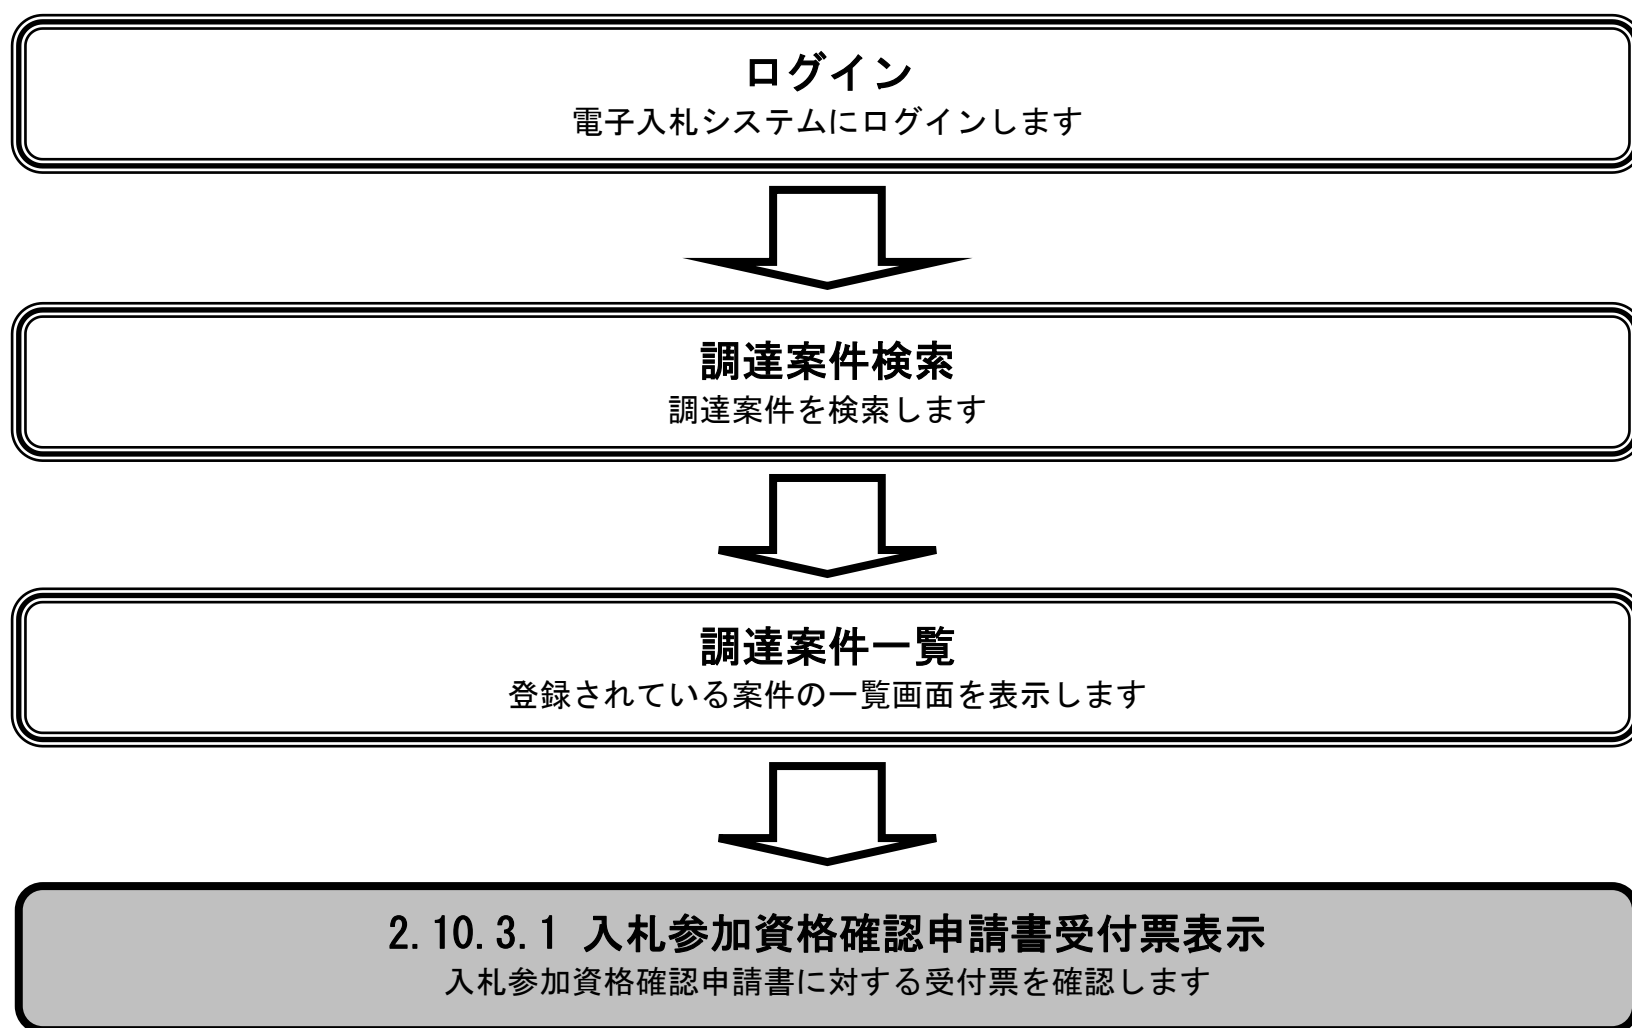 ログイン
電子入札システムにログインします
調達案件検索
調達案件を検索します
調達案件一覧
登録されている案件の一覧画面を表示します
2.10.3.1 入札参加資格確認申請書受付票表示
入札参加資格確認申請書に対する受付票を確認します